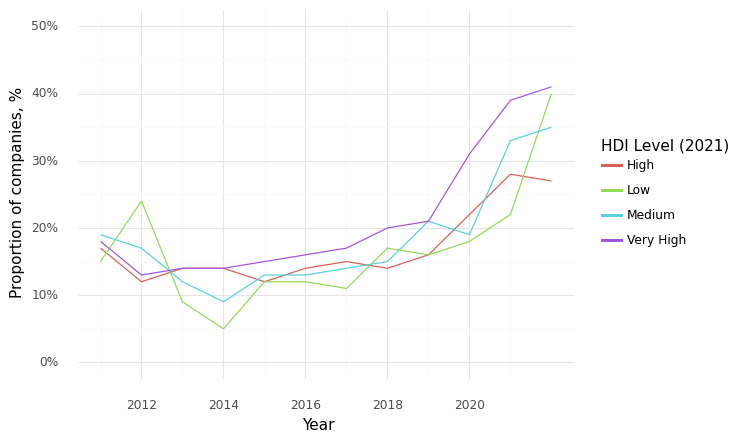 50%
40%
30%
20%
10%
0%
Proportion of companies, %
2012 2014 2016 2018 2020
Year
HDI Level (2021)
High
Low
Medium
Very High